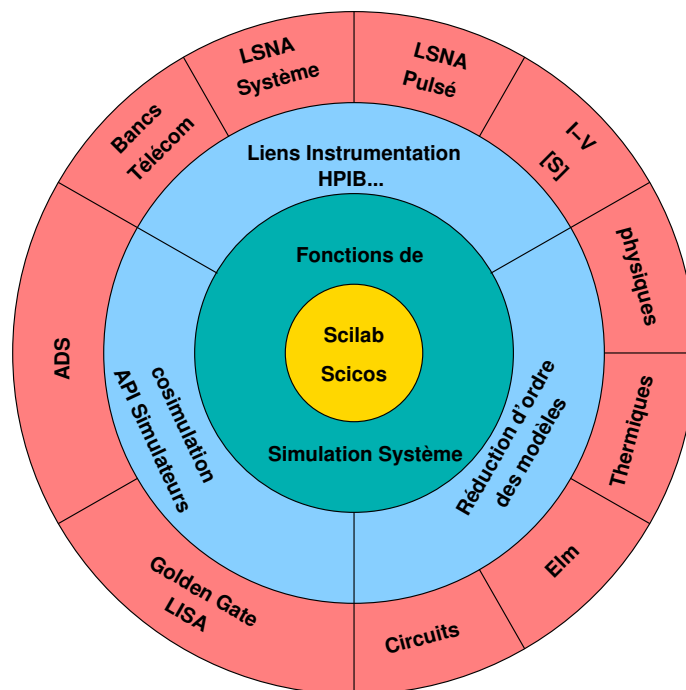 LSNA
Système
LSNA
Pulsé
Bancs
Télécom
I–V
[S]
Liens Instrumentation
HPIB...
physiques
Fonctions de
Scilab
Scicos
ADS
cosimulation
API Simulateurs
Simulation Système
Réduction d'ordre
des modèles
Thermiques
Elm
Golden Gate
LISA
Circuits